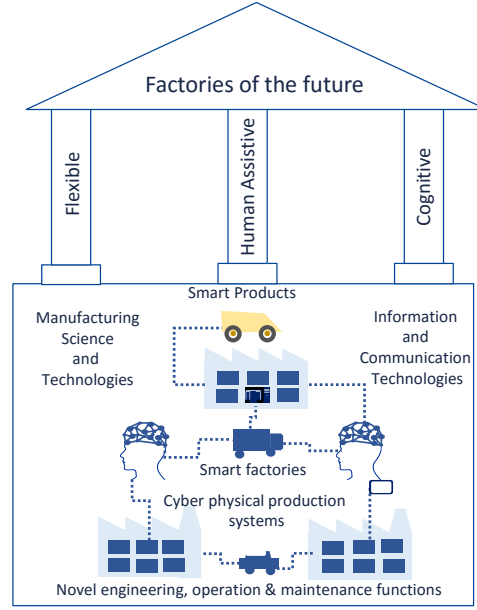 Factories of the future
Flexible
Human Assistive
Cognitive
Smart Products
Manufacturing
Science
and
Technologies
Information
and
Communication
Technologies
Smart factories
Cyber physical production
systems
Novel engineering, operation & maintenance functions